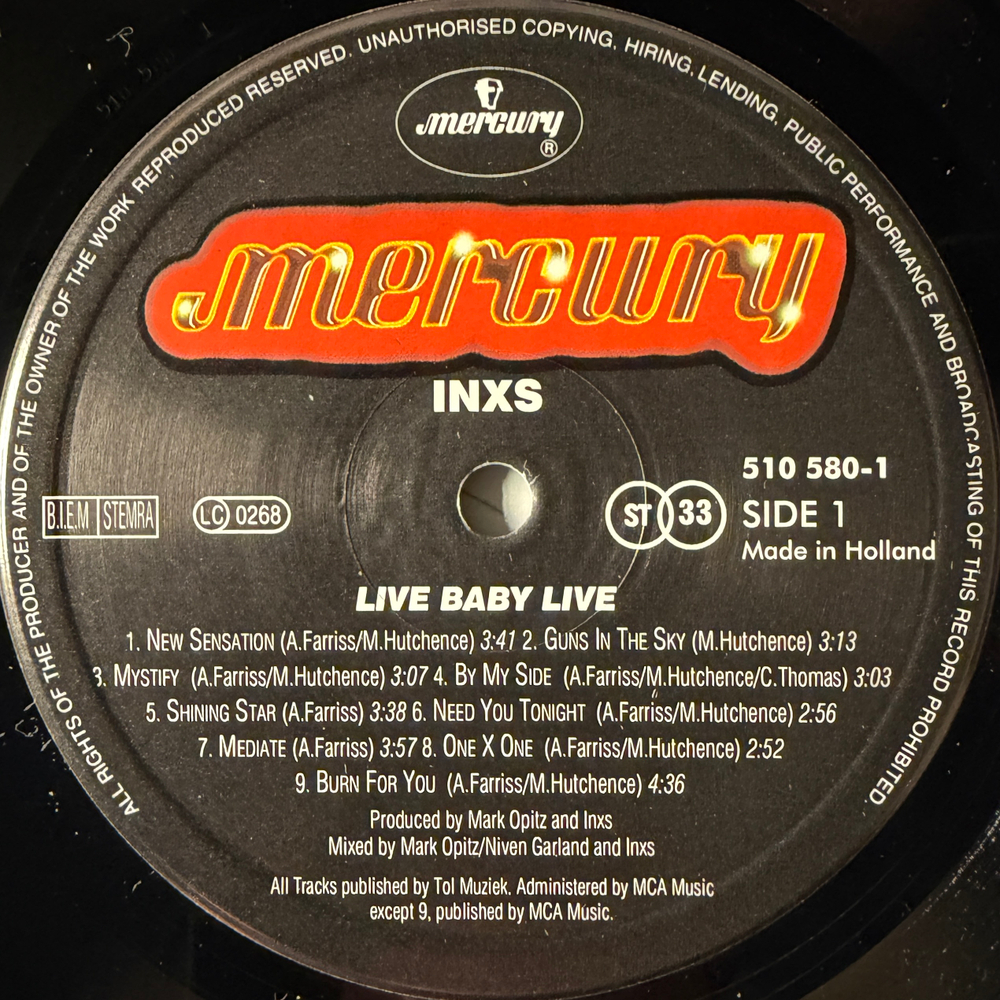 ALL RIGHTS OF THE PRODUCER AND OF THE OWNER OF THE WORK REPRODUCED RESERVED. UNAUTHORISED COPYING, HIRING, LENDING, PUBLIC PERFORMANCE AND BROADCASTING OF THIS RECORD PROHIBITED.
mercury
®
mercury
INXS
510 580-1
B.I.E.M STEMRA LC 0268 ST 33 SIDE 1
Made in Holland
LIVE BABY LIVE
1. NEW SENSATION (A.Farriss/M.Hutchence) 3:41 2. GUNS IN THE SKY (M.Hutchence) 3:13
3. MYSTIFY (A.Farriss/M.Hutchence) 3:07 4. BY MY SIDE (A.Farriss/M.Hutchence/C.Thomas) 3:03
5. SHINING STAR (A.Farriss) 3:38 6. NEED YOU TONIGHT (A.Farriss/M.Hutchence) 2:56
7. MEDIATE (A.Farriss) 3:57 8. ONE X ONE (A.Farriss/M.Hutchence) 2:52
9. BURN FOR YOU (A.Farriss/M.Hutchence) 4:36
Produced by Mark Opitz and Inxs
Mixed by Mark Opitz/Niven Garland and Inxs
All Tracks published by Tol Muziek. Administered by MCA Music
except 9, published by MCA Music.